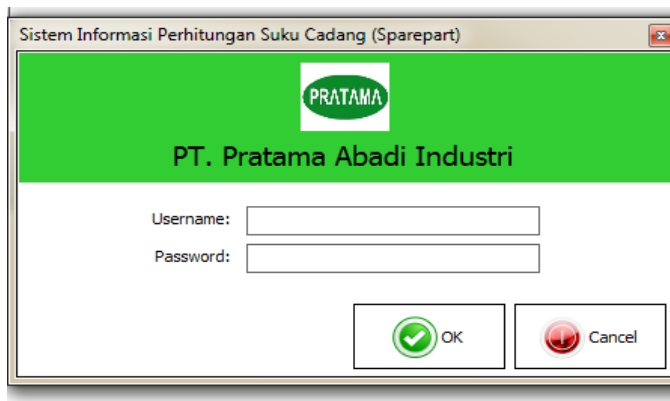 Sistem Informasi Perhitungan Suku Cadang (Sparepart)
PRATAMA
PT. Pratama Abadi Industri
Username:
Password:
OK
Cancel